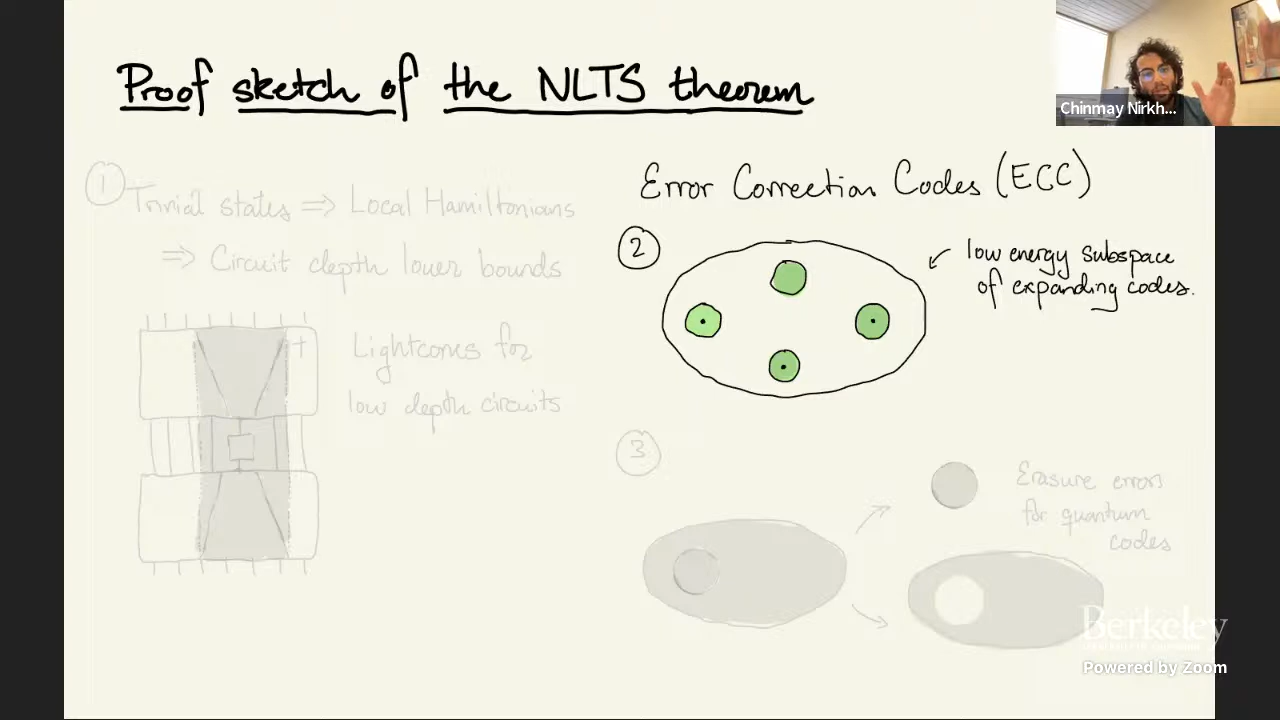 Proof sketch of the NLTS theorem
Chinmay Nirkh...
1
Trivial states ⇒ Local Hamiltonians
⇒ Circuit depth lower bounds
Lightcones for
low depth circuits
Error Correction Codes (ECC)
2
low energy subspace
of expanding codes.
3
Erasure errors
for quantum
codes
Berkeley
Powered by Zoom